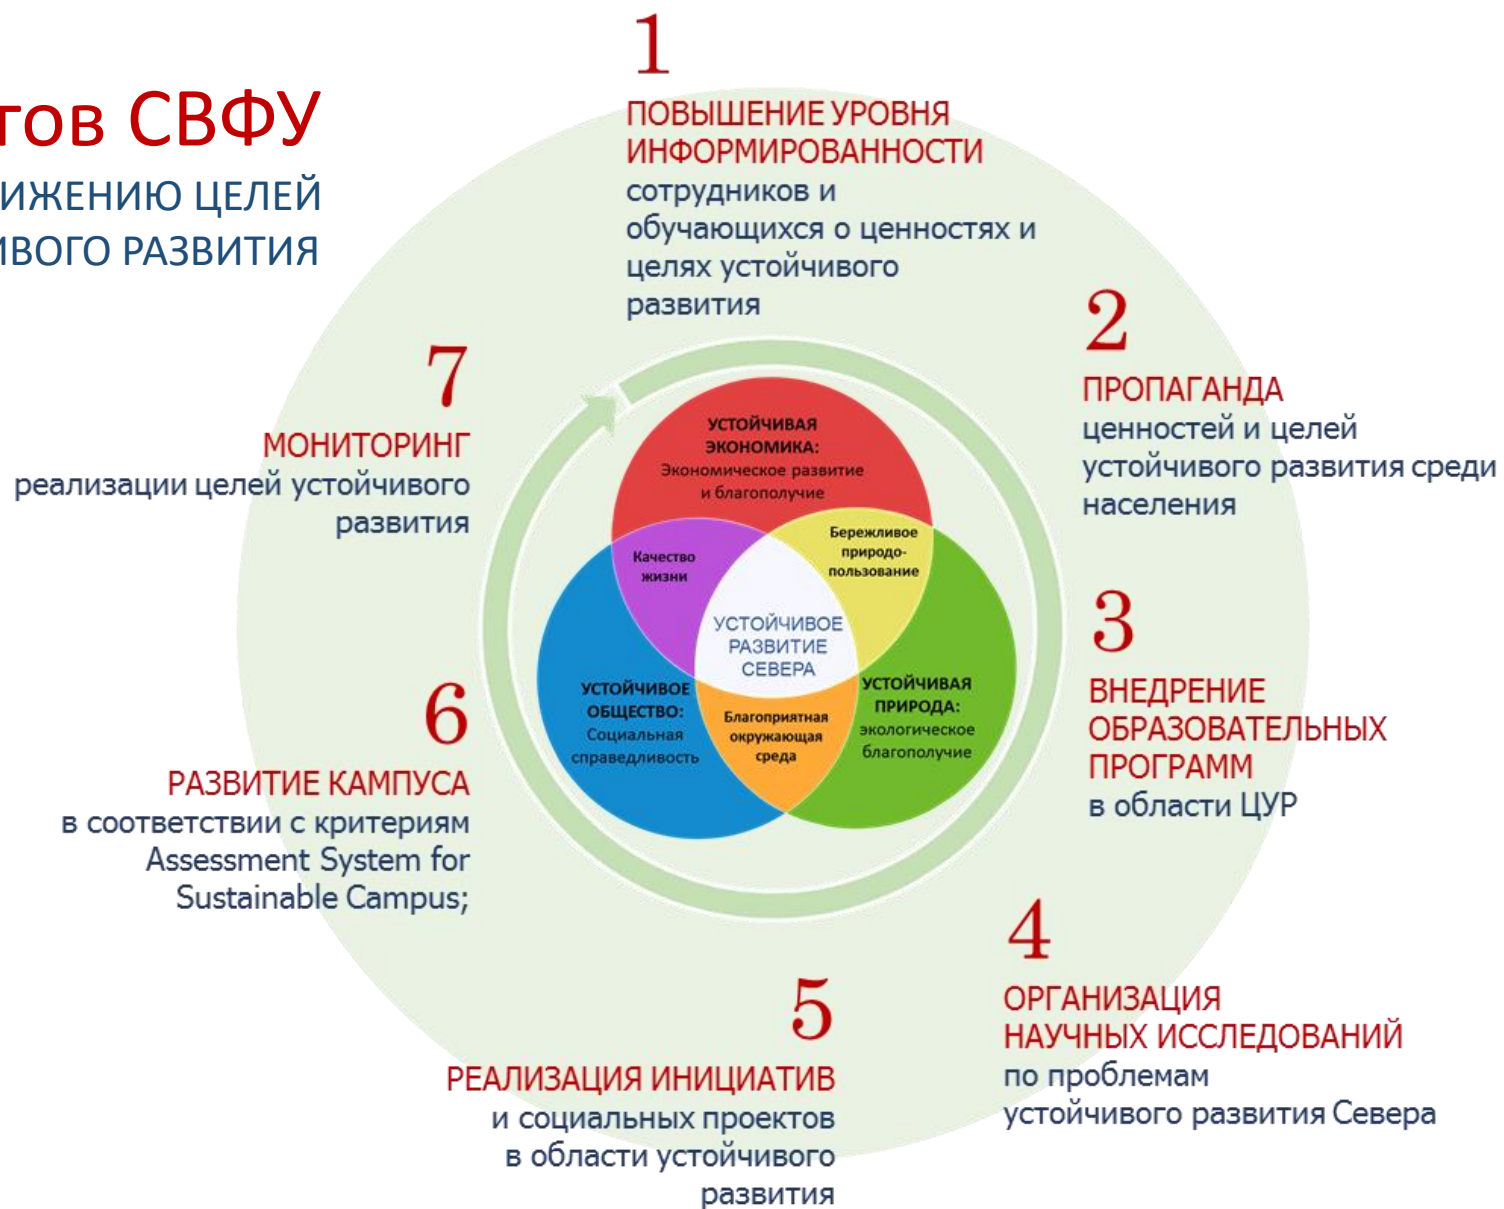 тов СВФУ
ИЖЕНИЮ ЦЕЛЕЙ
ИВОГО РАЗВИТИЯ
1
ПОВЫШЕНИЕ УРОВНЯ
ИНФОРМИРОВАННОСТИ
сотрудников и
обучающихся о ценностях и
целях устойчивого
развития
2
ПРОПАГАНДА
ценностей и целей
устойчивого развития среди
населения
3
ВНЕДРЕНИЕ
ОБРАЗОВАТЕЛЬНЫХ
ПРОГРАММ
в области ЦУР
4
ОРГАНИЗАЦИЯ
НАУЧНЫХ ИССЛЕДОВАНИЙ
по проблемам
устойчивого развития Севера
5
РЕАЛИЗАЦИЯ ИНИЦИАТИВ
и социальных проектов
в области устойчивого
развития
6
РАЗВИТИЕ КАМПУСА
в соответствии с критериям
Assessment System for
Sustainable Campus;
7
МОНИТОРИНГ
реализации целей устойчивого
развития
УСТОЙЧИВАЯ
ЭКОНОМИКА:
Экономическое развитие
и благополучие
Качество
жизни
Бережливое
природо-
пользование
УСТОЙЧИВОЕ
РАЗВИТИЕ
СЕВЕРА
УСТОЙЧИВОЕ
ОБЩЕСТВО:
Социальная
справедливость
Благоприятная
окружающая
среда
УСТОЙЧИВАЯ
ПРИРОДА:
экологическое
благополучие